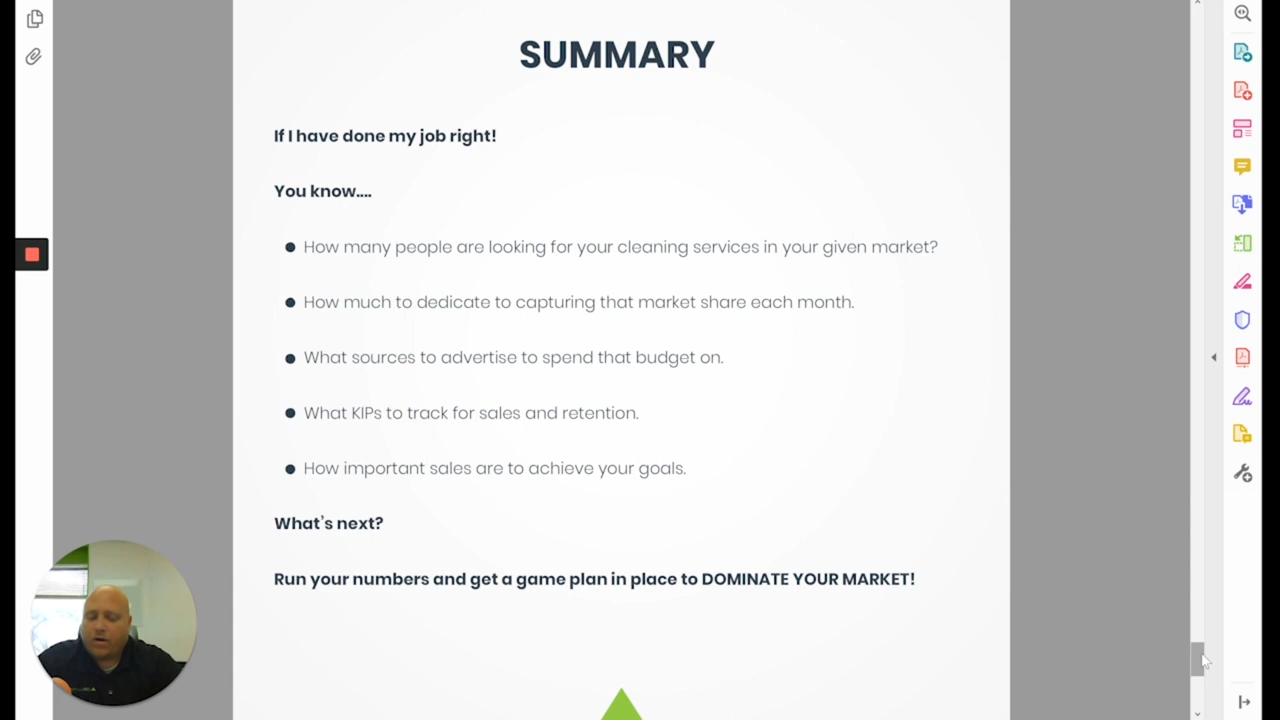 SUMMARY
If I have done my job right!
You know....
How many people are looking for your cleaning services in your given market?
How much to dedicate to capturing that market share each month.
What sources to advertise to spend that budget on.
What KIPs to track for sales and retention.
How important sales are to achieve your goals.
What's next?
Run your numbers and get a game plan in place to DOMINATE YOUR MARKET!